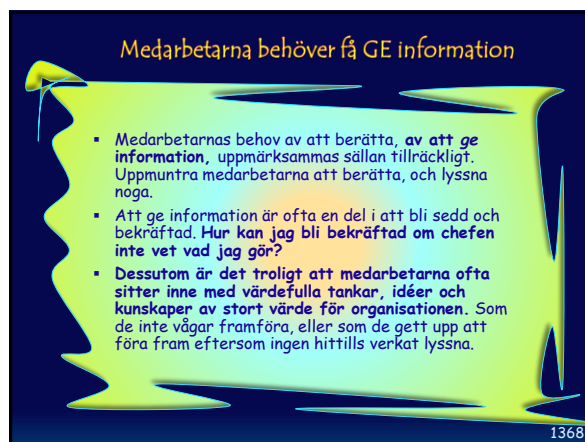 Medarbetarna behöver få GE information
▪ Medarbetarnas behov av att berätta, av att ge
information, uppmärksammas sällan tillräckligt.
Uppmuntra medarbetarna att berätta, och lyssna
noga.
▪ Att ge information är ofta en del i att bli sedd och
bekräftad. Hur kan jag bli bekräftad om chefen
inte vet vad jag gör?
▪ Dessutom är det troligt att medarbetarna ofta
sitter inne med värdefulla tankar, idéer och
kunskaper av stort värde för organisationen. Som
de inte vågar framföra, eller som de gett upp att
föra fram eftersom ingen hittills verkat lyssna.
1368